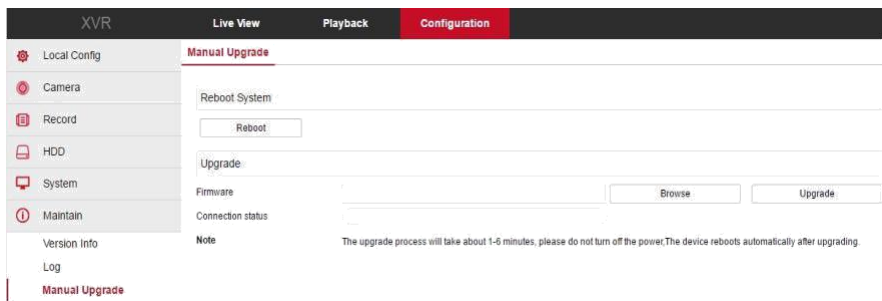 XVR Live View Playback Configuration
Local Config
Manual Upgrade
Camera
Reboot System
Record
Reboot
HDD
Upgrade
System
Firmware Browse Upgrade
Maintain
Connection status
Version Info
Note The upgrade process will take about 1-6 minutes, please do not turn off the power,The device reboots automatically after upgrading.
Log
Manual Upgrade